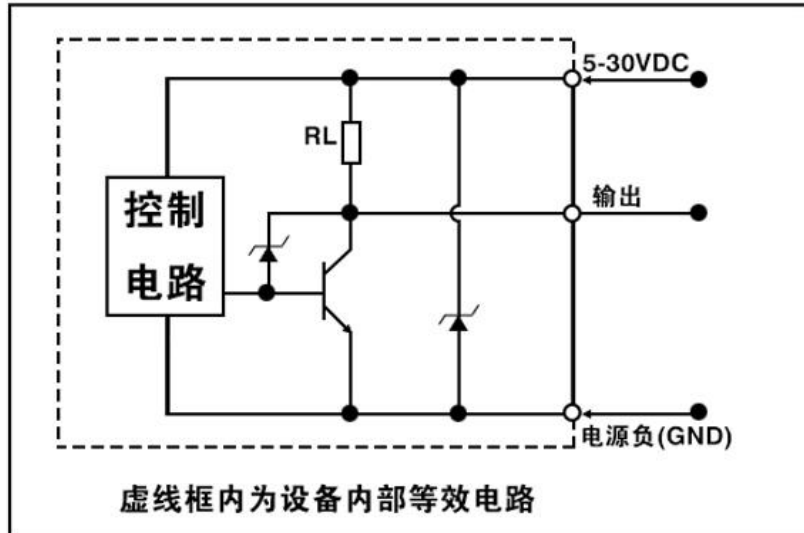 5-30VDC
RL
输出
控制
电路
电源负(GND)
虚线框内为设备内部等效电路